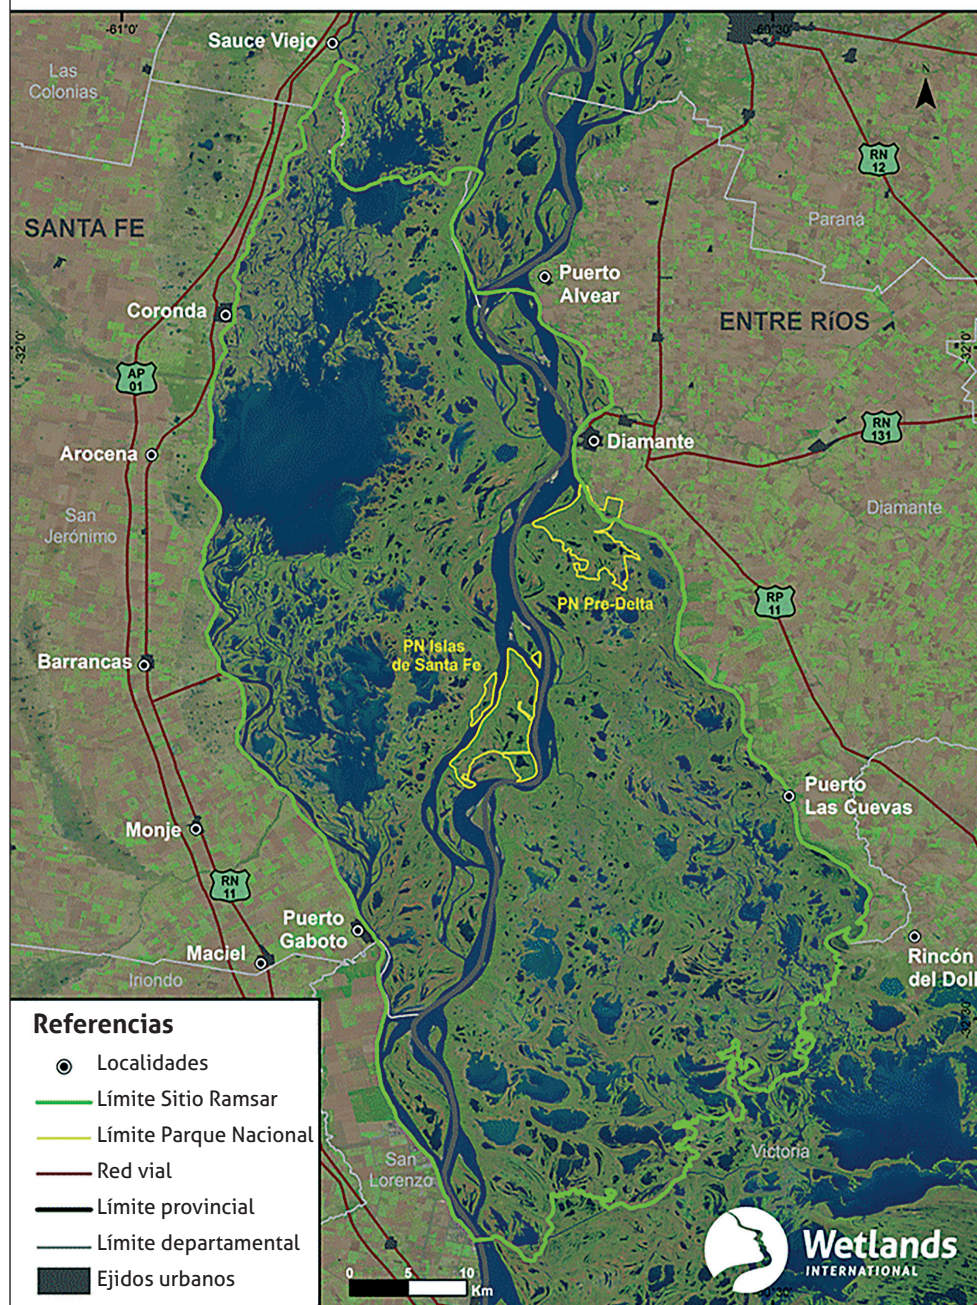 -61°0'
-60°30'
Sauce Viejo
Las
Colonias
RN
12
SANTA FE
Paraná
Puerto
Alvear
Coronda
ENTRE RÍOS
-32°0'
-32°0'
AP
01
RN
131
Arocena
Diamante
San
Jerónimo
Diamante
PN Pre-Delta
RP
11
PN Islas
de Santa Fe
Barrancas
Puerto
Las Cuevas
Monje
RN
11
Puerto
Gaboto
Maciel
Rincón
del Doll
Iriondo
Referencias
Localidades
Límite Sitio Ramsar
Límite Parque Nacional
Red vial
Límite provincial
Límite departamental
Ejidos urbanos
San
Lorenzo
Victoria
0 5 10
Km
Wetlands
INTERNATIONAL